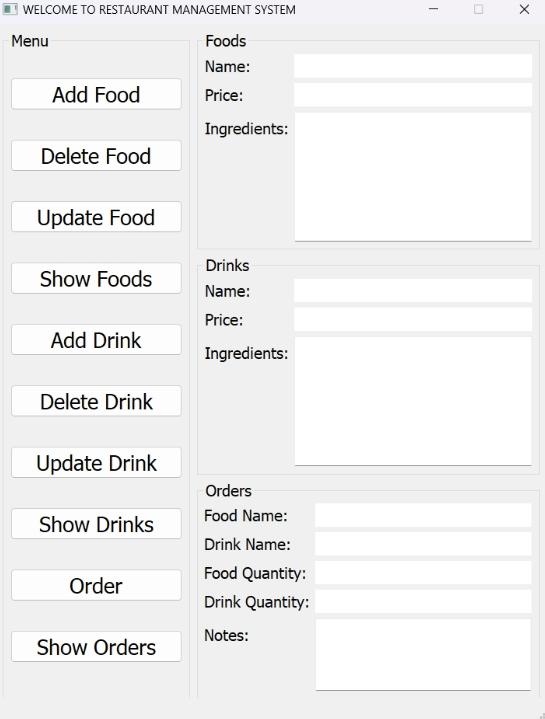 WELCOME TO RESTAURANT MANAGEMENT SYSTEM
Menu
Add Food
Delete Food
Update Food
Show Foods
Add Drink
Delete Drink
Update Drink
Show Drinks
Order
Show Orders
Foods
Name:
Price:
Ingredients:
Drinks
Name:
Price:
Ingredients:
Orders
Food Name:
Drink Name:
Food Quantity:
Drink Quantity:
Notes: